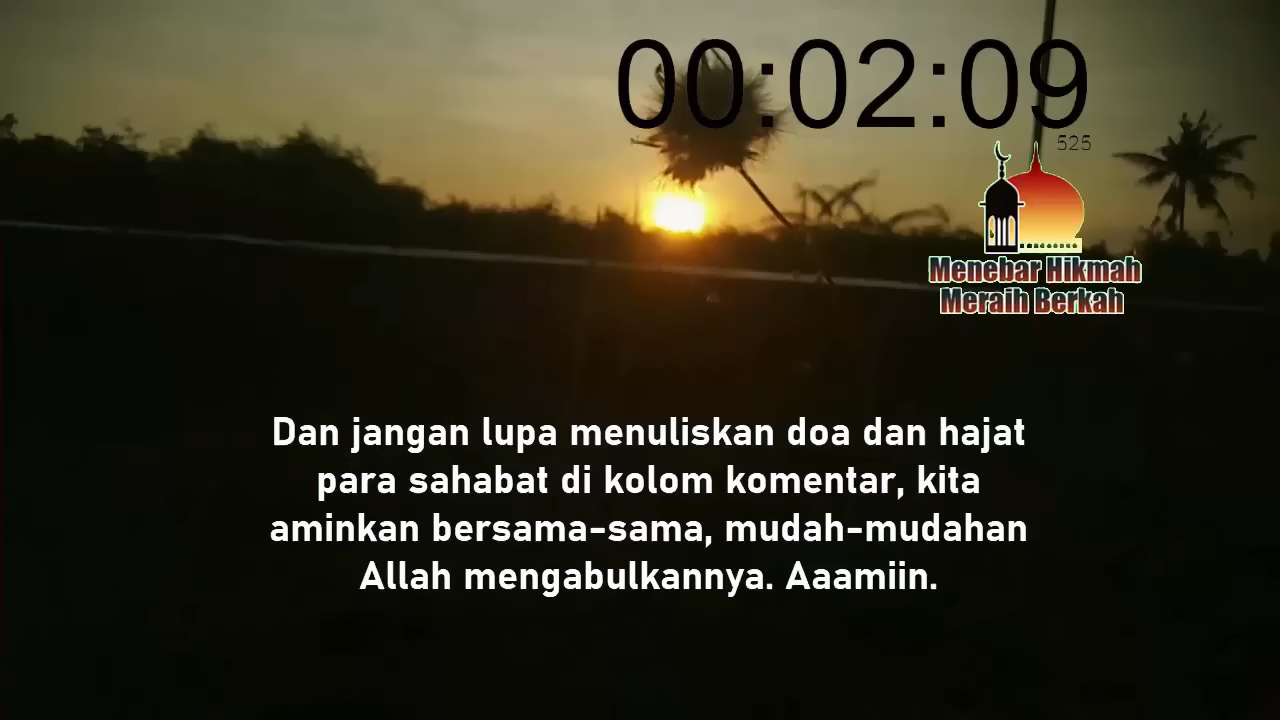 00:02:09
525
Menebar Hikmah
Meraih Berkah
Dan jangan lupa menuliskan doa dan hajat
para sahabat di kolom komentar, kita
aminkan bersama-sama, mudah-mudahan
Allah mengabulkannya. Aaamiin.